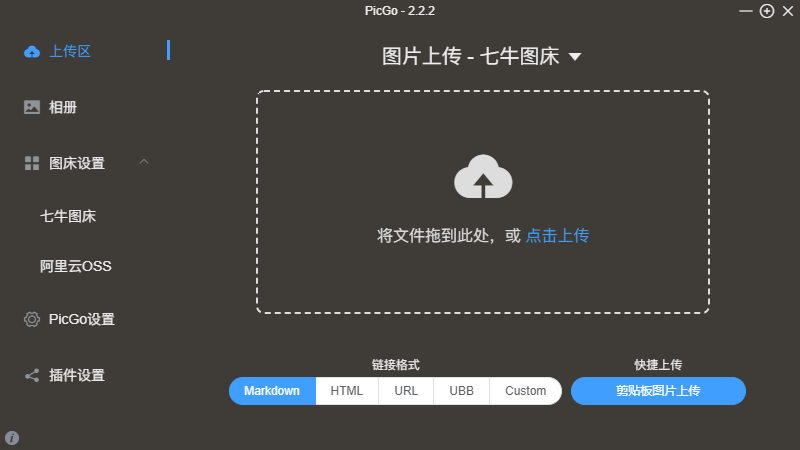 PicGo - 2.2.2
上传区
相册
图床设置
七牛图床
阿里云OSS
PicGo设置
插件设置
图片上传 - 七牛图床
将文件拖到此处，或 点击上传
链接格式
Markdown HTML URL UBB Custom
快捷上传
剪贴板图片上传